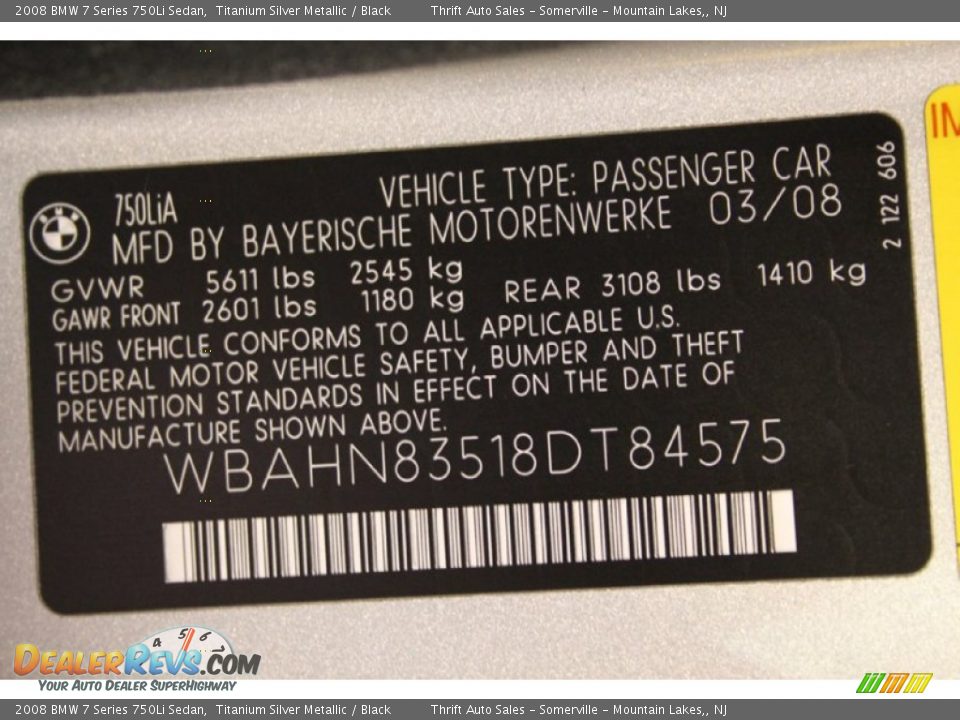 2008 BMW 7 Series 750Li Sedan, Titanium Silver Metallic / Black Thrift Auto Sales - Somerville - Mountain Lakes,, NJ
IM
750LiA VEHICLE TYPE: PASSENGER CAR
MFD BY BAYERISCHE MOTORENWERKE 03/08
2 122 606
GVWR 5611 lbs 2545 kg
GAWR FRONT 2601 lbs 1180 kg REAR 3108 lbs 1410 kg
THIS VEHICLE CONFORMS TO ALL APPLICABLE U.S.
FEDERAL MOTOR VEHICLE SAFETY, BUMPER AND THEFT
PREVENTION STANDARDS IN EFFECT ON THE DATE OF
MANUFACTURE SHOWN ABOVE.
WBAHN83518DT84575
4 5 6 7
DEALERREVS.COM
YOUR AUTO DEALER SUPERHIGHWAY
2008 BMW 7 Series 750Li Sedan, Titanium Silver Metallic / Black Thrift Auto Sales - Somerville - Mountain Lakes,, NJ